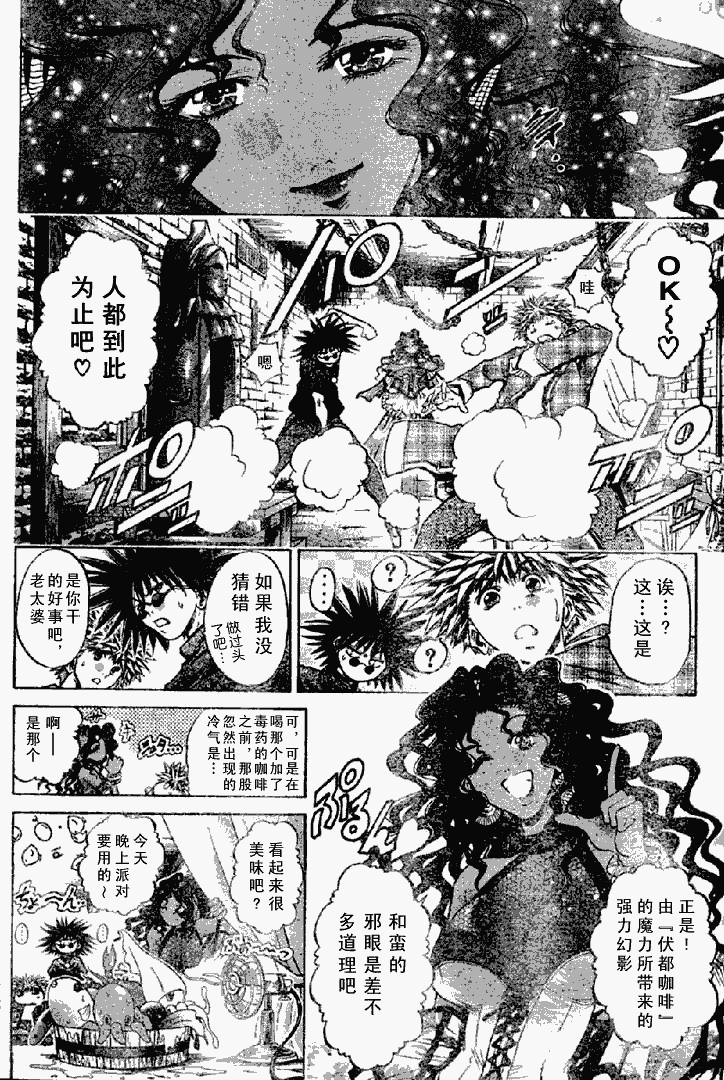 OK~♡
哇
嗯
人都到此
为止吧♡
ポロ
ポロ
诶…?
这…这是
?
?
……
如果我没
猜错
做过头
了吧…
是你干
的好事吧,
老太婆
可,可是在
喝那个加了
毒药的咖啡
之前,那股
忽然出现的
冷气是…
啊——
是那个
ぷるん
正是!
由『伏都咖啡』
的魔力所带来的
强力幻影
和蛮的
邪眼是差不
多道理吧
看起来很
美味吧?
今天
晚上派对
要用的~